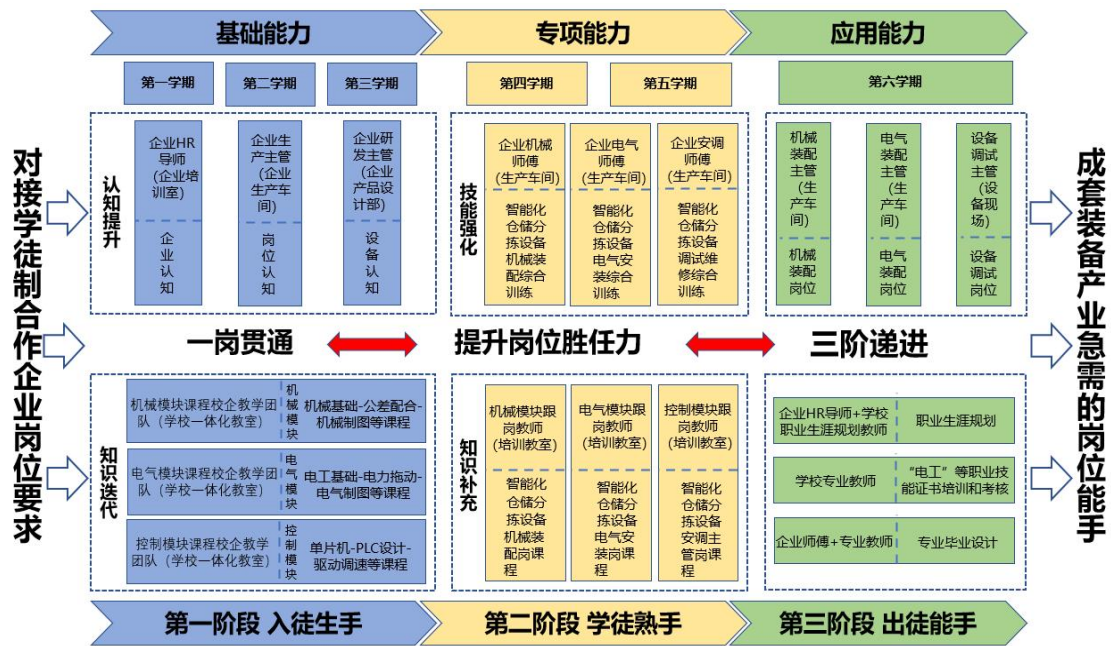 基础能力
专项能力
应用能力
第一学期
第二学期
第三学期
第四学期
第五学期
第六学期
对接学徒制合作企业岗位要求
认知提升
企业HR
导师
（企业培
训室）
企业认知
企业生
产主管
（企业
生产车
间）
岗位认知
企业研
发主管
（企业
产品设
计部）
设备认知
技能强化
企业机械
师傅
（生产车间）
智能化
仓储分
拣设备
机械装
配综合
训练
企业电气
师傅
（生产车间）
智能化
仓储分
拣设备
电气安
装综合
训练
企业安调
师傅
（生产车间）
智能化
仓储分
拣设备
调试维
修综合
训练
机械
装配
主管
（生
产车
间）
机械
装配
岗位
电气
装配
主管
（生
产车
间）
电气
装配
岗位
设备
调试
主管
（设
备现
场）
设备
调试
岗位
成套装备产业急需的岗位能手
一岗贯通
提升岗位胜任力
三阶递进
知识迭代
机械模块课程校企教学团
队（学校一体化教室）
机械模块
机械基础-公差配合-
机械制图等课程
电气模块课程校企教学团
队（学校一体化教室）
电气模块
电工基础-电力拖动-
电气制图等课程
控制模块课程校企教学
团队（学校一体化教室）
控制模块
单片机-PLC设计-
驱动调速等课程
知识补充
机械模块跟
岗教师
（培训教室）
智能化
仓储分
拣设备
机械装
配岗课
程
电气模块跟
岗教师
（培训教室）
智能化
仓储分
拣设备
电气安
装岗课
程
控制模块跟
岗教师
（培训教室）
智能化
仓储分
拣设备
安调主
管岗课
程
企业HR导师+学校
职业生涯规划教师
职业生涯规划
学校专业教师
“电工”等职业技
能证书培训和考核
企业师傅+专业教师
专业毕业设计
第一阶段 入徒生手
第二阶段 学徒熟手
第三阶段 出徒能手